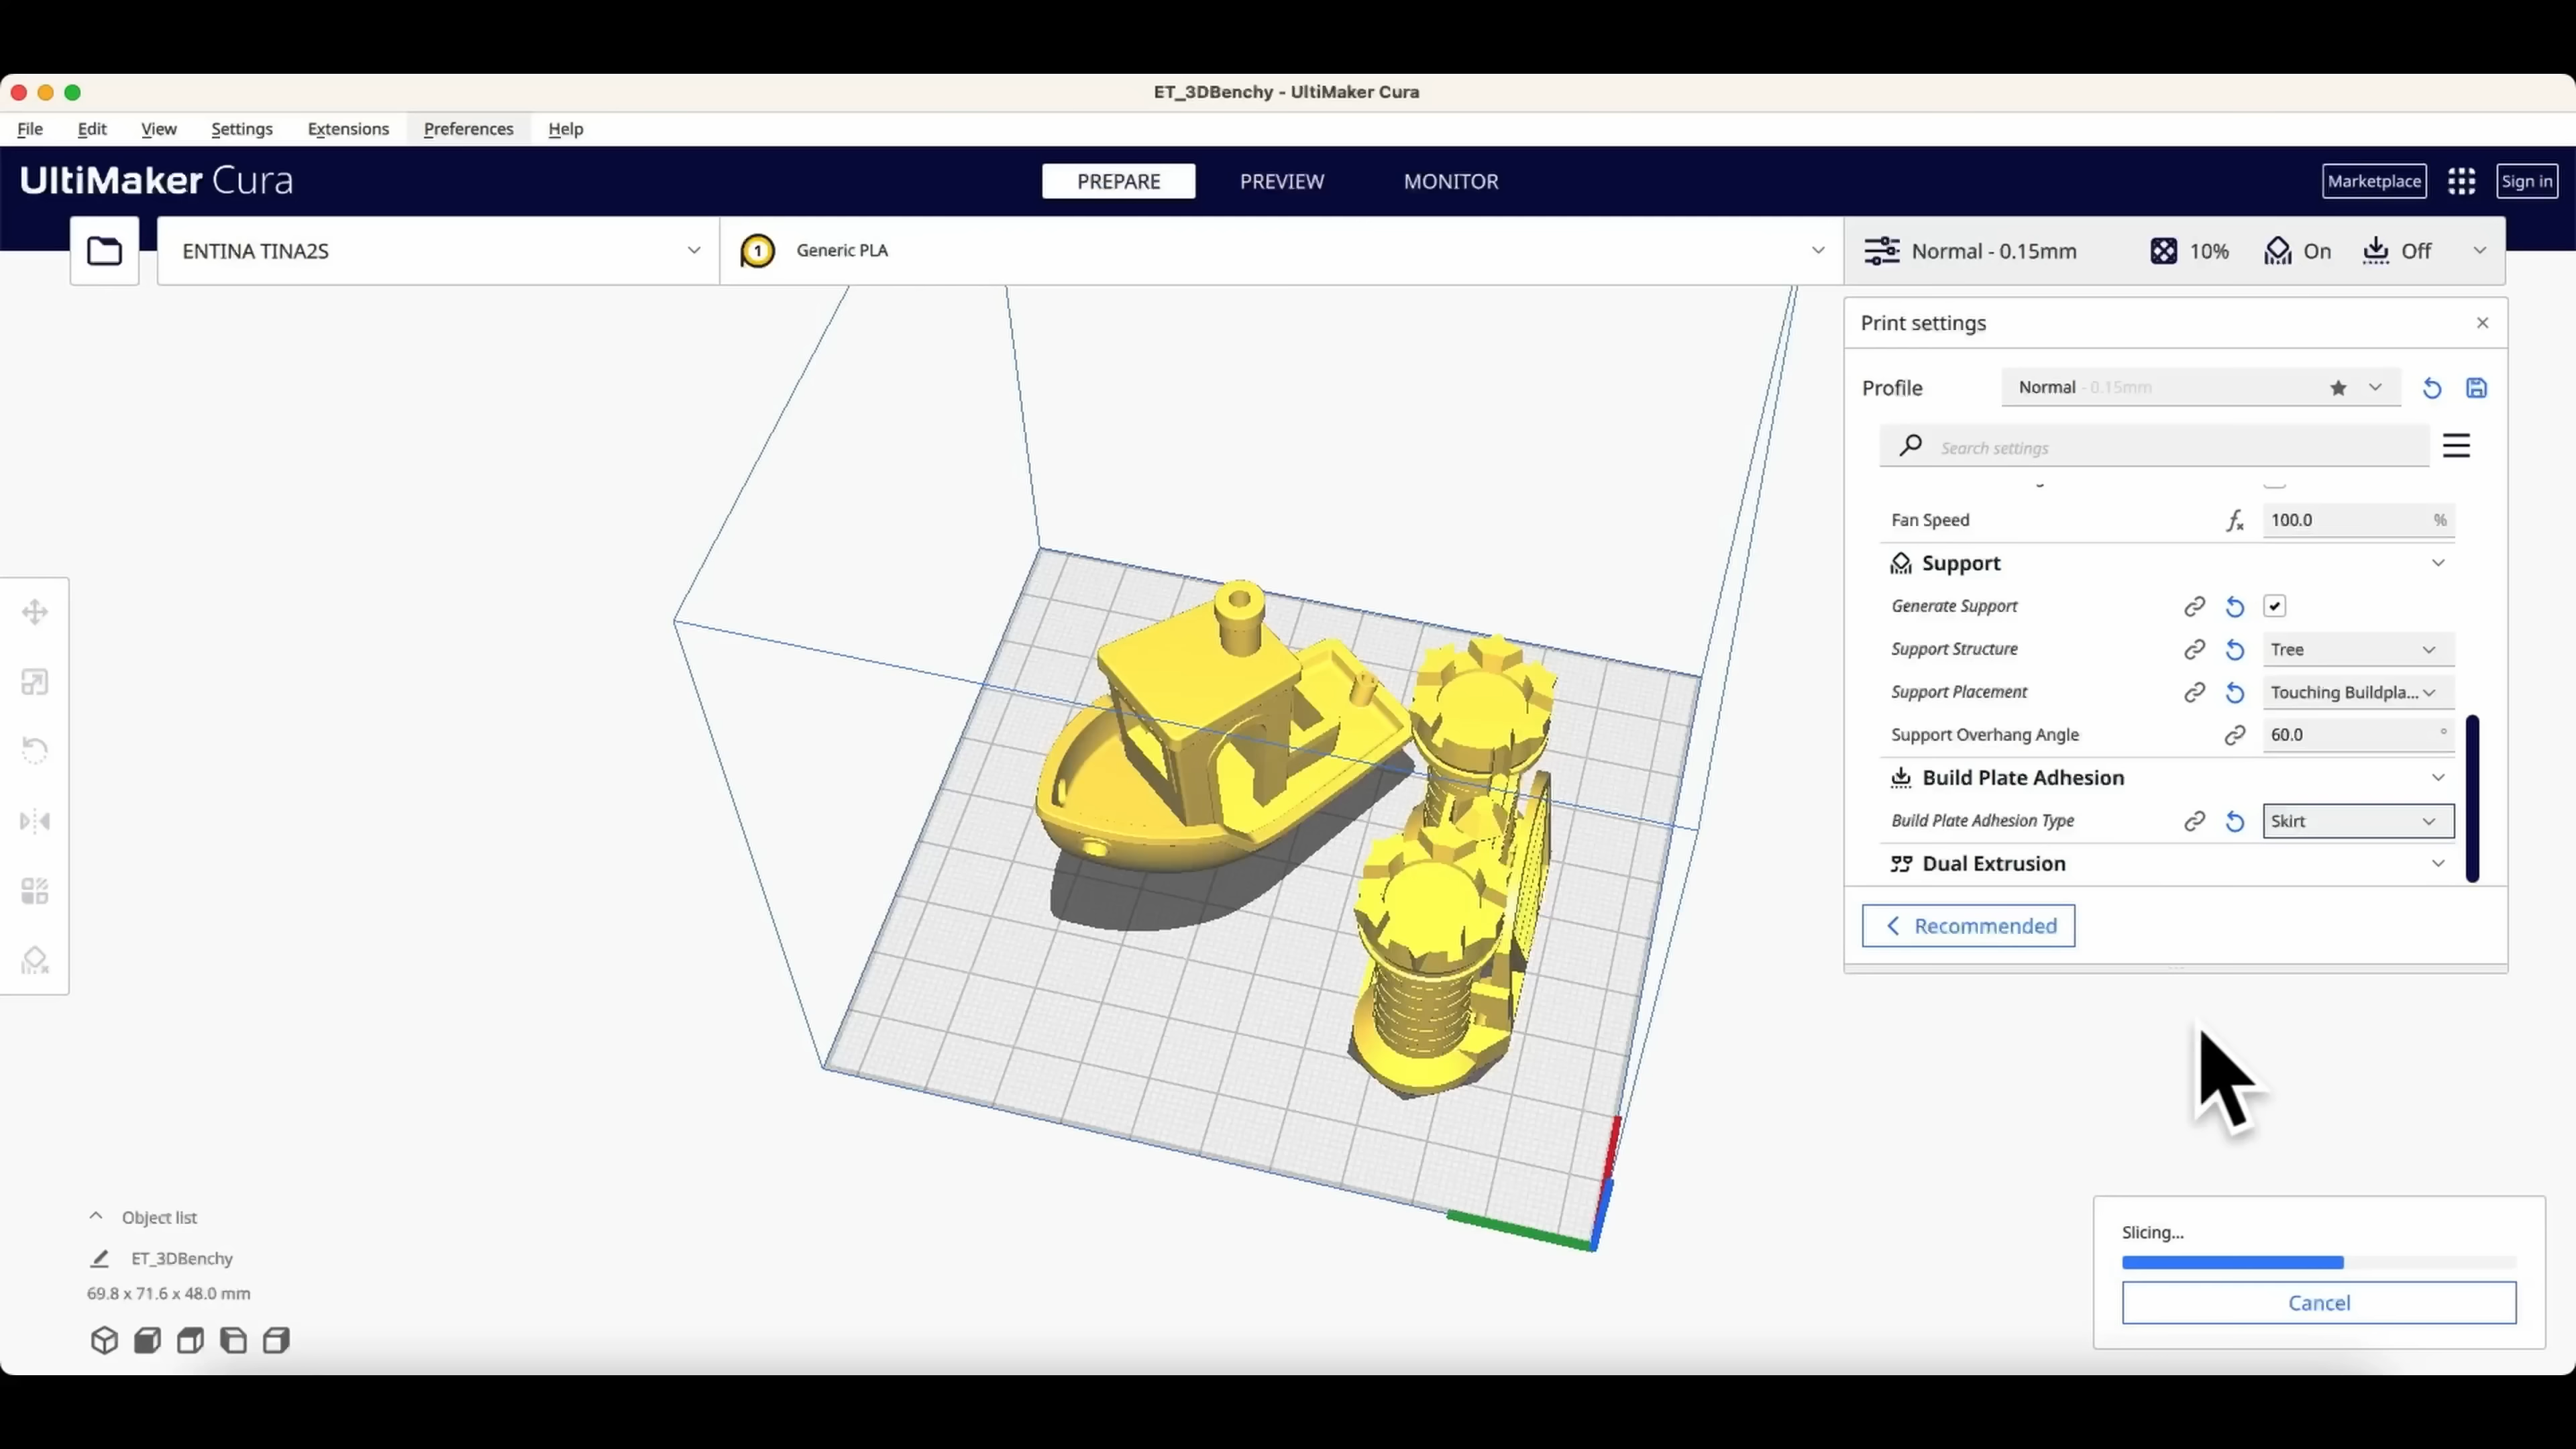 ET_3DBenchy - UltiMaker Cura
File Edit View Settings Extensions Preferences Help
UltiMaker Cura
PREPARE PREVIEW MONITOR
Marketplace Sign in
ENTINA TINA2S
1 Generic PLA
Normal - 0.15mm 10% On Off
Print settings
Profile Normal - 0.15mm
Search settings
Fan Speed 100.0 %
Support
Generate Support
Support Structure Tree
Support Placement Touching Buildpla...
Support Overhang Angle 60.0 °
Build Plate Adhesion
Build Plate Adhesion Type Skirt
Dual Extrusion
Recommended
Object list
ET_3DBenchy
69.8 x 71.6 x 48.0 mm
Slicing...
Cancel